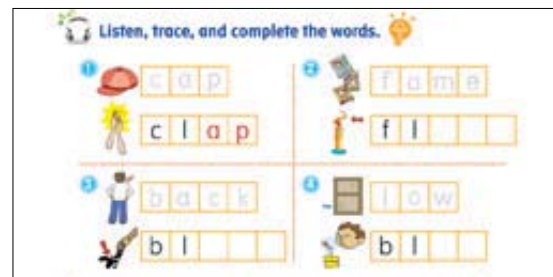 Listen, trace, and complete the words.
1 cap
clap
2 fame
fl
3 back
bl
4 low
bl